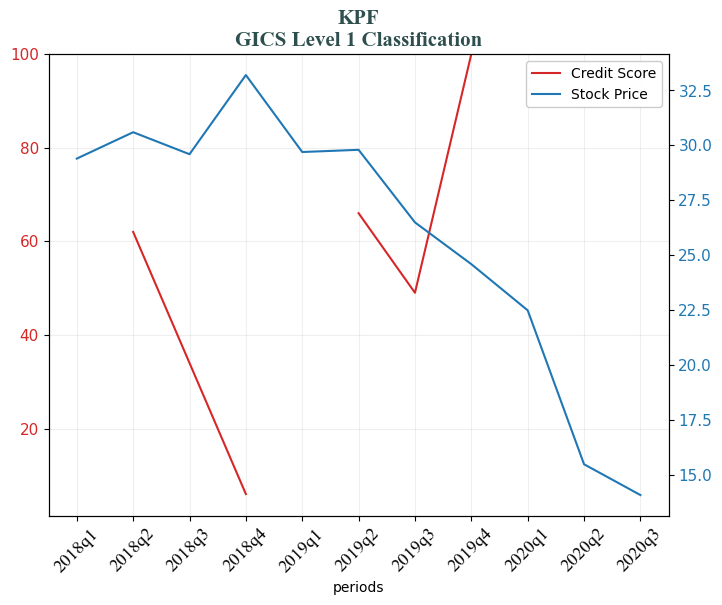 KPF
GICS Level 1 Classification
Credit Score
Stock Price
100
80
60
40
20
32.5
30.0
27.5
25.0
22.5
20.0
17.5
15.0
2018q1
2018q2
2018q3
2018q4
2019q1
2019q2
2019q3
2019q4
2020q1
2020q2
2020q3
periods